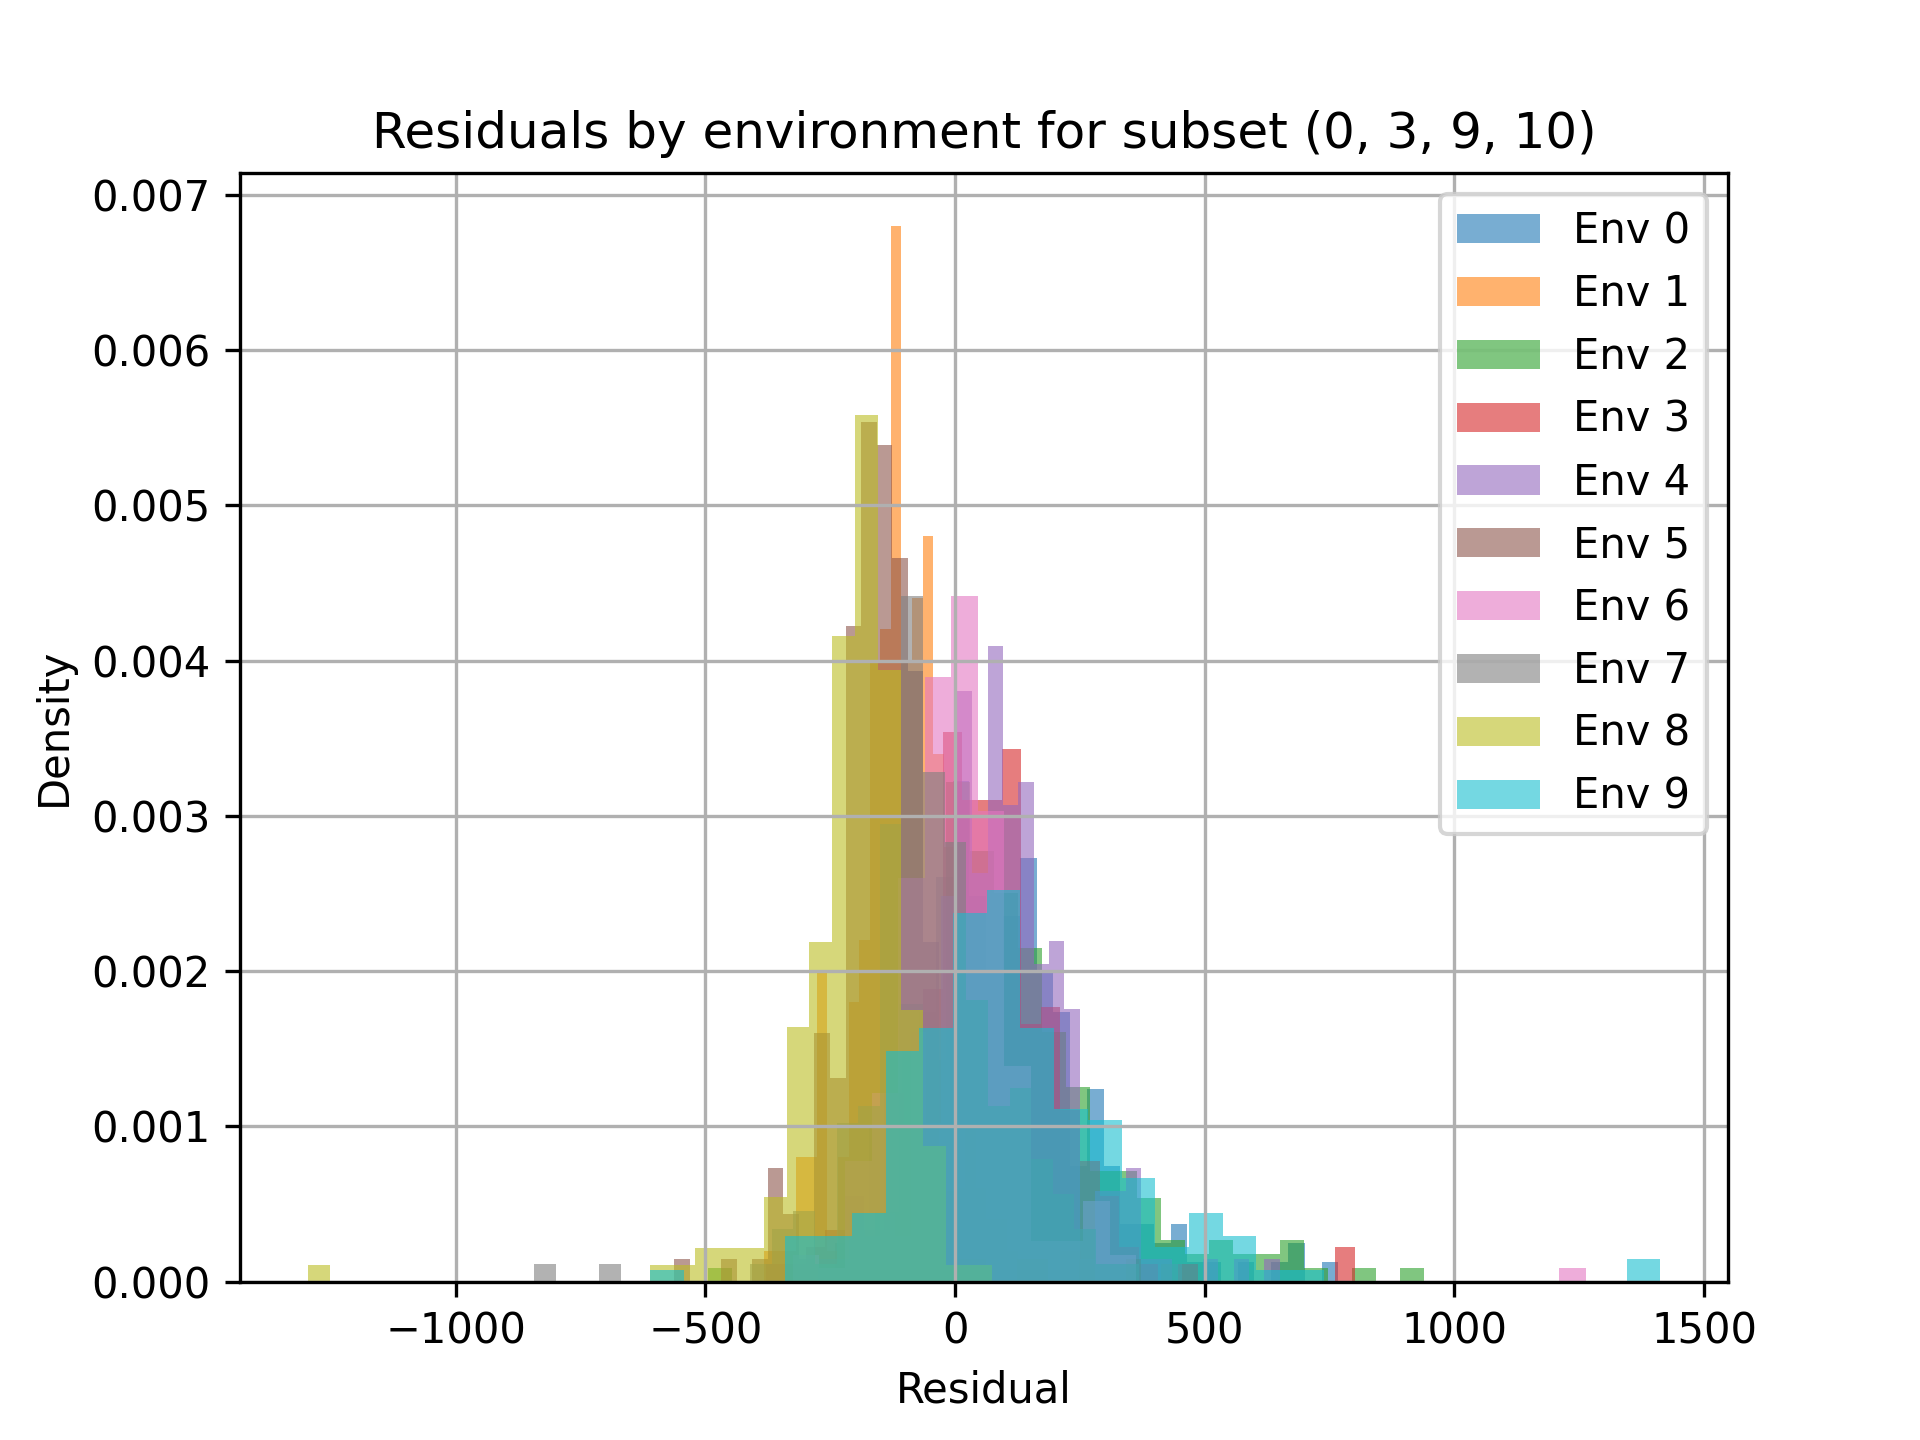 Residuals by environment for subset (0, 3, 9, 10)
0.007
0.006
0.005
0.004
0.003
0.002
0.001
0.000
Density
Env 0
Env 1
Env 2
Env 3
Env 4
Env 5
Env 6
Env 7
Env 8
Env 9
−1000 −500 0 500 1000 1500
Residual